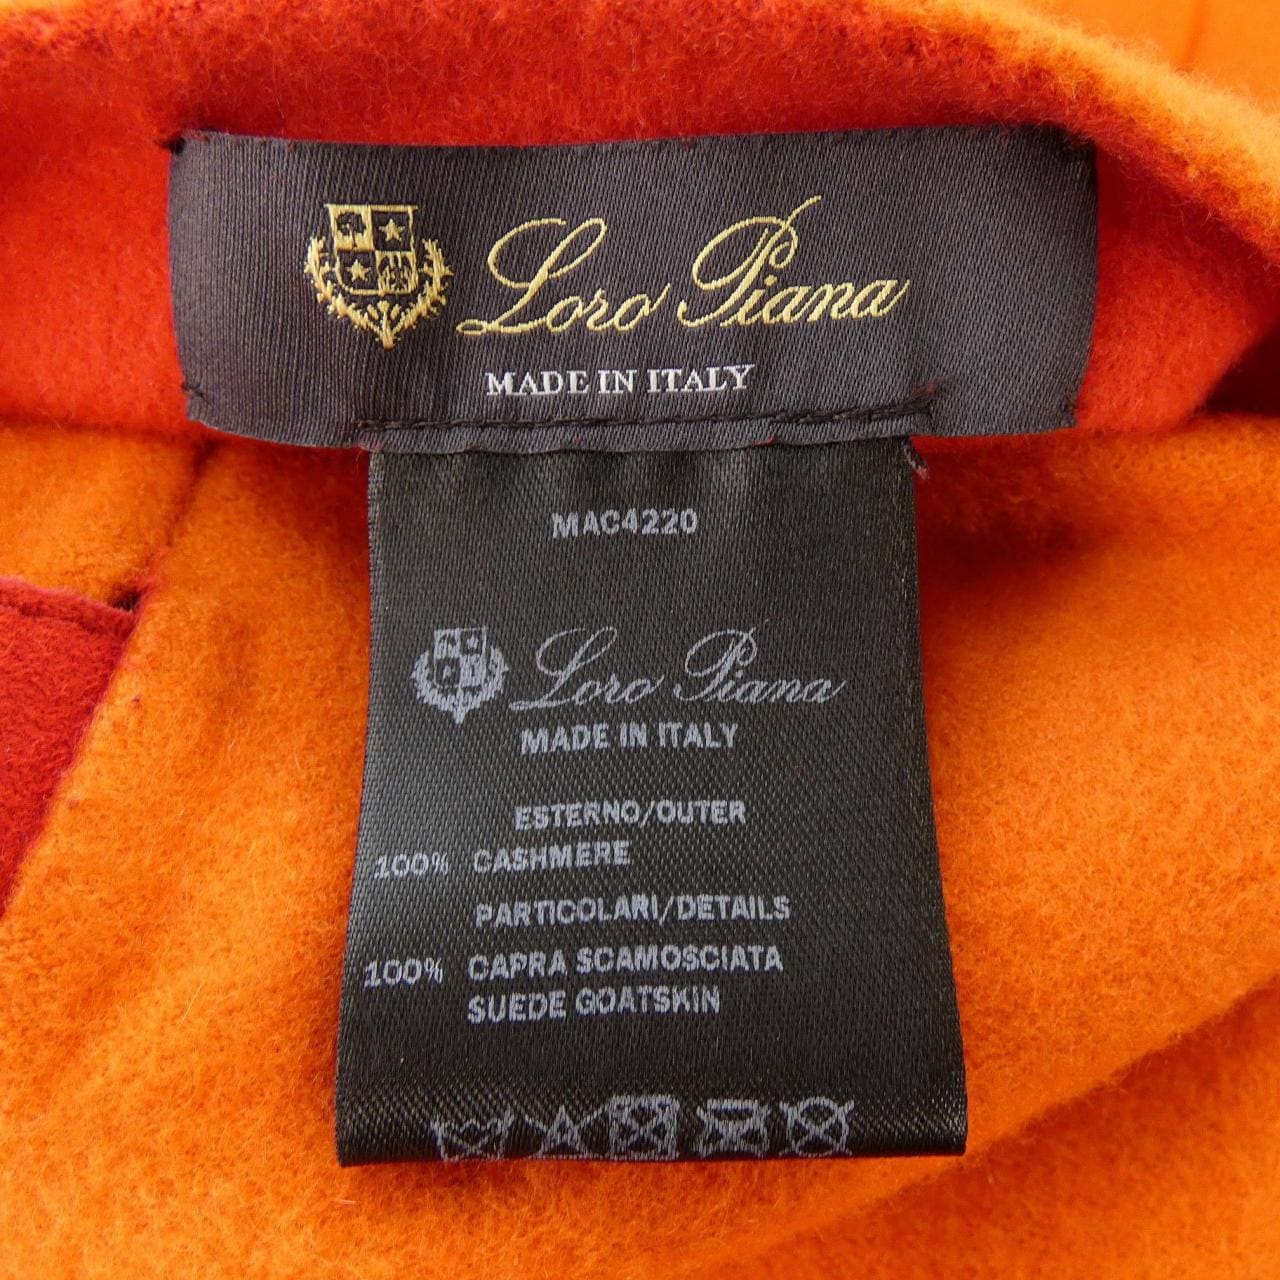 Loro Piana
MADE IN ITALY
MAC4220
Loro Piana
MADE IN ITALY
ESTERNO/OUTER
100% CASHMERE
PARTICOLARI/DETAILS
100% CAPRA SCAMOSCIATA
SUEDE GOATSKIN